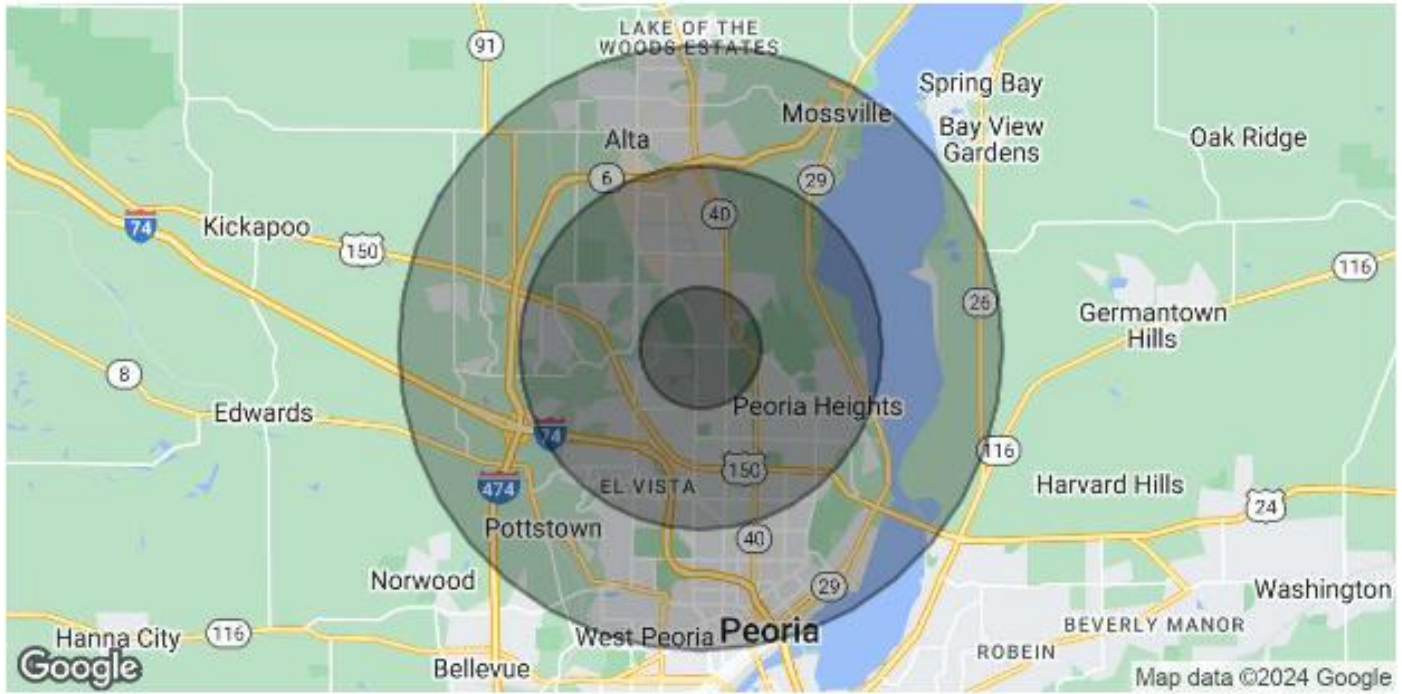 LAKE OF THE
WOODS ESTATES
91
Spring Bay
Mossville
Bay View
Gardens
Alta
Oak Ridge
6
29
40
74
Kickapoo
150
116
26
Germantown
Hills
8
Edwards
Peoria Heights
74
116
150
EL VISTA
474
Harvard Hills
24
Pottstown
40
Norwood
29
Washington
Hanna City
116
West Peoria
Peoria
BEVERLY MANOR
ROBEIN
Bellevue
Google
Map data ©2024 Google